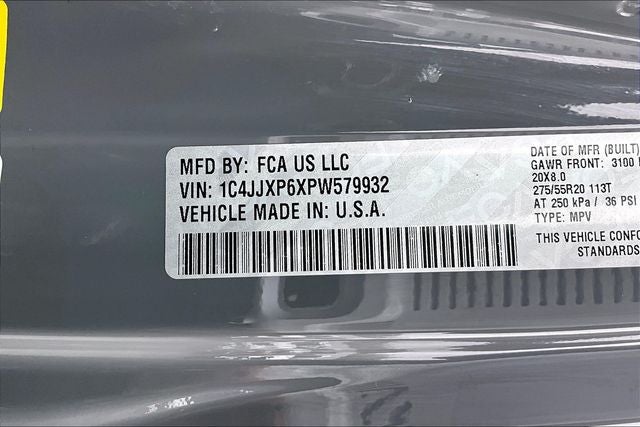 MFD BY: FCA US LLC
VIN: 1C4JJXP6XPW579932
VEHICLE MADE IN: U.S.A.
DATE OF MFR (BUILT)
GAWR FRONT: 3100
20X8.0
275/55R20 113T
AT 250 kPa / 36 PSI
TYPE: MPV
THIS VEHICLE
STANDARDS